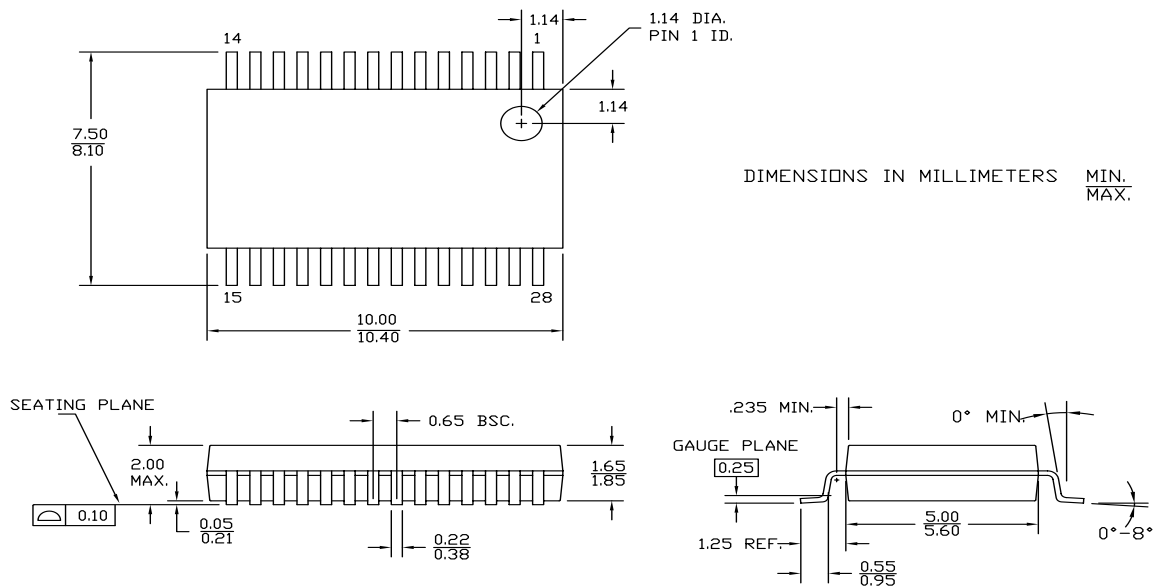 1.14
1.14 DIA.
PIN 1 ID.
14
1
1.14
7.50
8.10
DIMENSIONS IN MILLIMETERS MIN.
MAX.
15
28
10.00
10.40
SEATING PLANE
0.65 BSC.
2.00
MAX.
1.65
1.85
0.10
0.05
0.21
0.22
0.38
.235 MIN.
0° MIN.
GAUGE PLANE
0.25
5.00
5.60
0°-8°
1.25 REF.
0.55
0.95